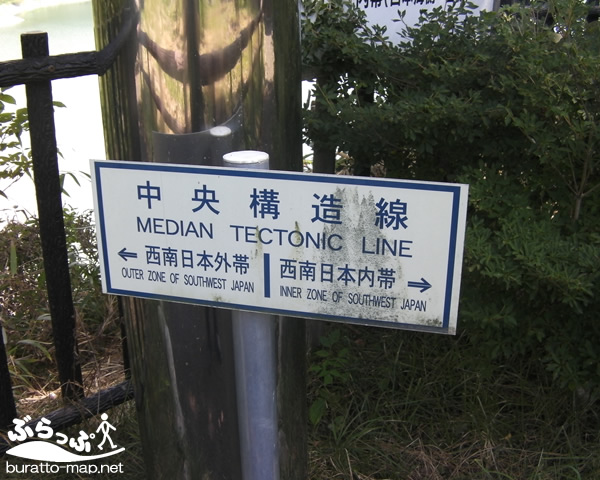 中央構造線
MEDIAN TECTONIC LINE
← 西南日本外帯
OUTER ZONE OF SOUTHWEST JAPAN
西南日本内帯 →
INNER ZONE OF SOUTHWEST JAPAN
ぶらっぷ
buratto-map.net